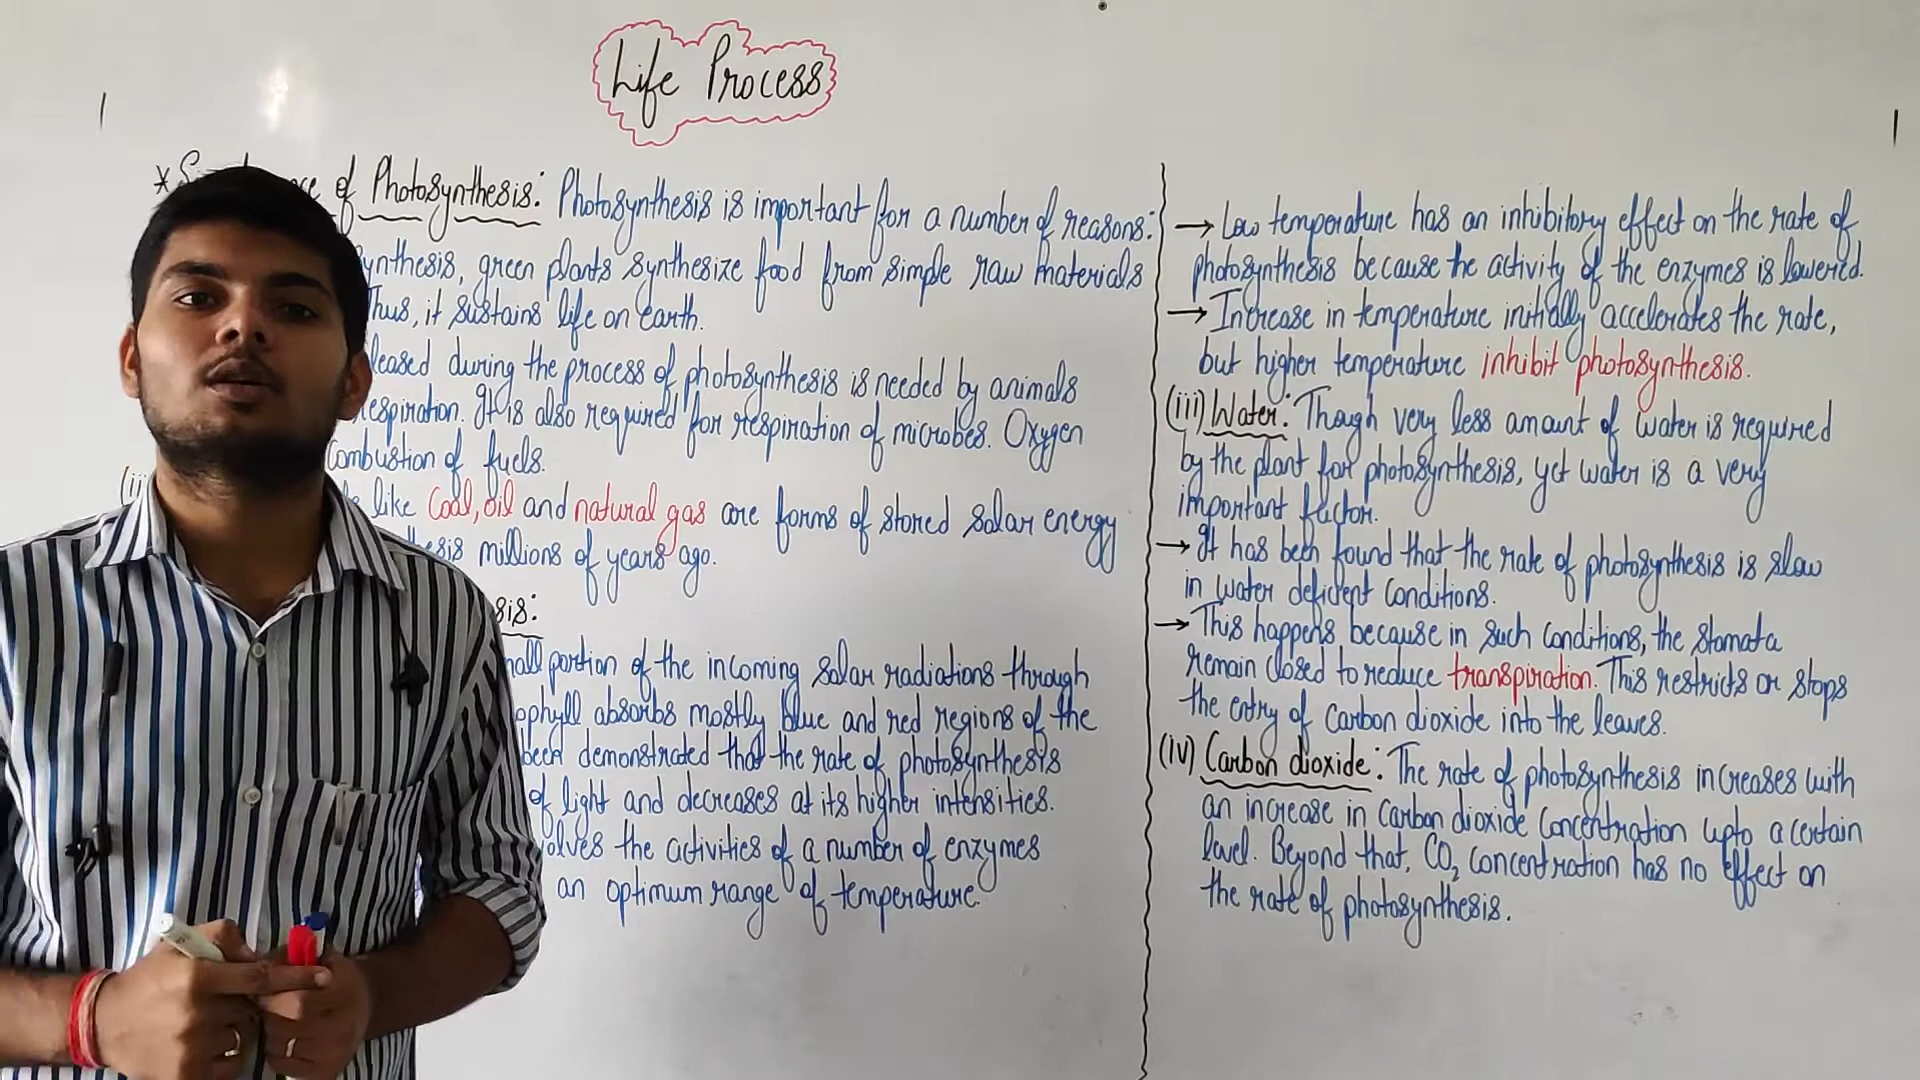 Life Process
of Photosynthesis: Photosynthesis is important for a number of reasons:
synthesis, green plants synthesize food from simple raw materials
Thus, it sustains life on earth.
leased during the process of photosynthesis is needed by animals
respiration. It is also required for respiration of microbes. Oxygen
combustion of fuels.
like Coal, oil and natural gas are forms of stored solar energy
millions of years ago.
sis:
portion of the incoming solar radiations through
ophyll absorbs mostly blue and red regions of the
been demonstrated that the rate of photosynthesis
of light and decreases at its higher intensities.
the activities of a number of enzymes
an optimum range of temperature.
→ Low temperature has an inhibitory effect on the rate of
photosynthesis because the activity of the enzymes is lowered.
→ Increase in temperature initially accelerates the rate,
but higher temperature inhibit photosynthesis.
(iii) Water: Though very less amount of water is required
by the plant for photosynthesis, yet water is a very
important factor.
→ It has been found that the rate of photosynthesis is slow
in water deficient conditions.
→ This happens because in such conditions, the stomata
remain closed to reduce transpiration. This restricts or stops
the entry of carbon dioxide into the leaves.
(iv) Carbon dioxide: The rate of photosynthesis increases with
an increase in carbon dioxide concentration upto a certain
level. Beyond that, CO₂ concentration has no effect on
the rate of photosynthesis.